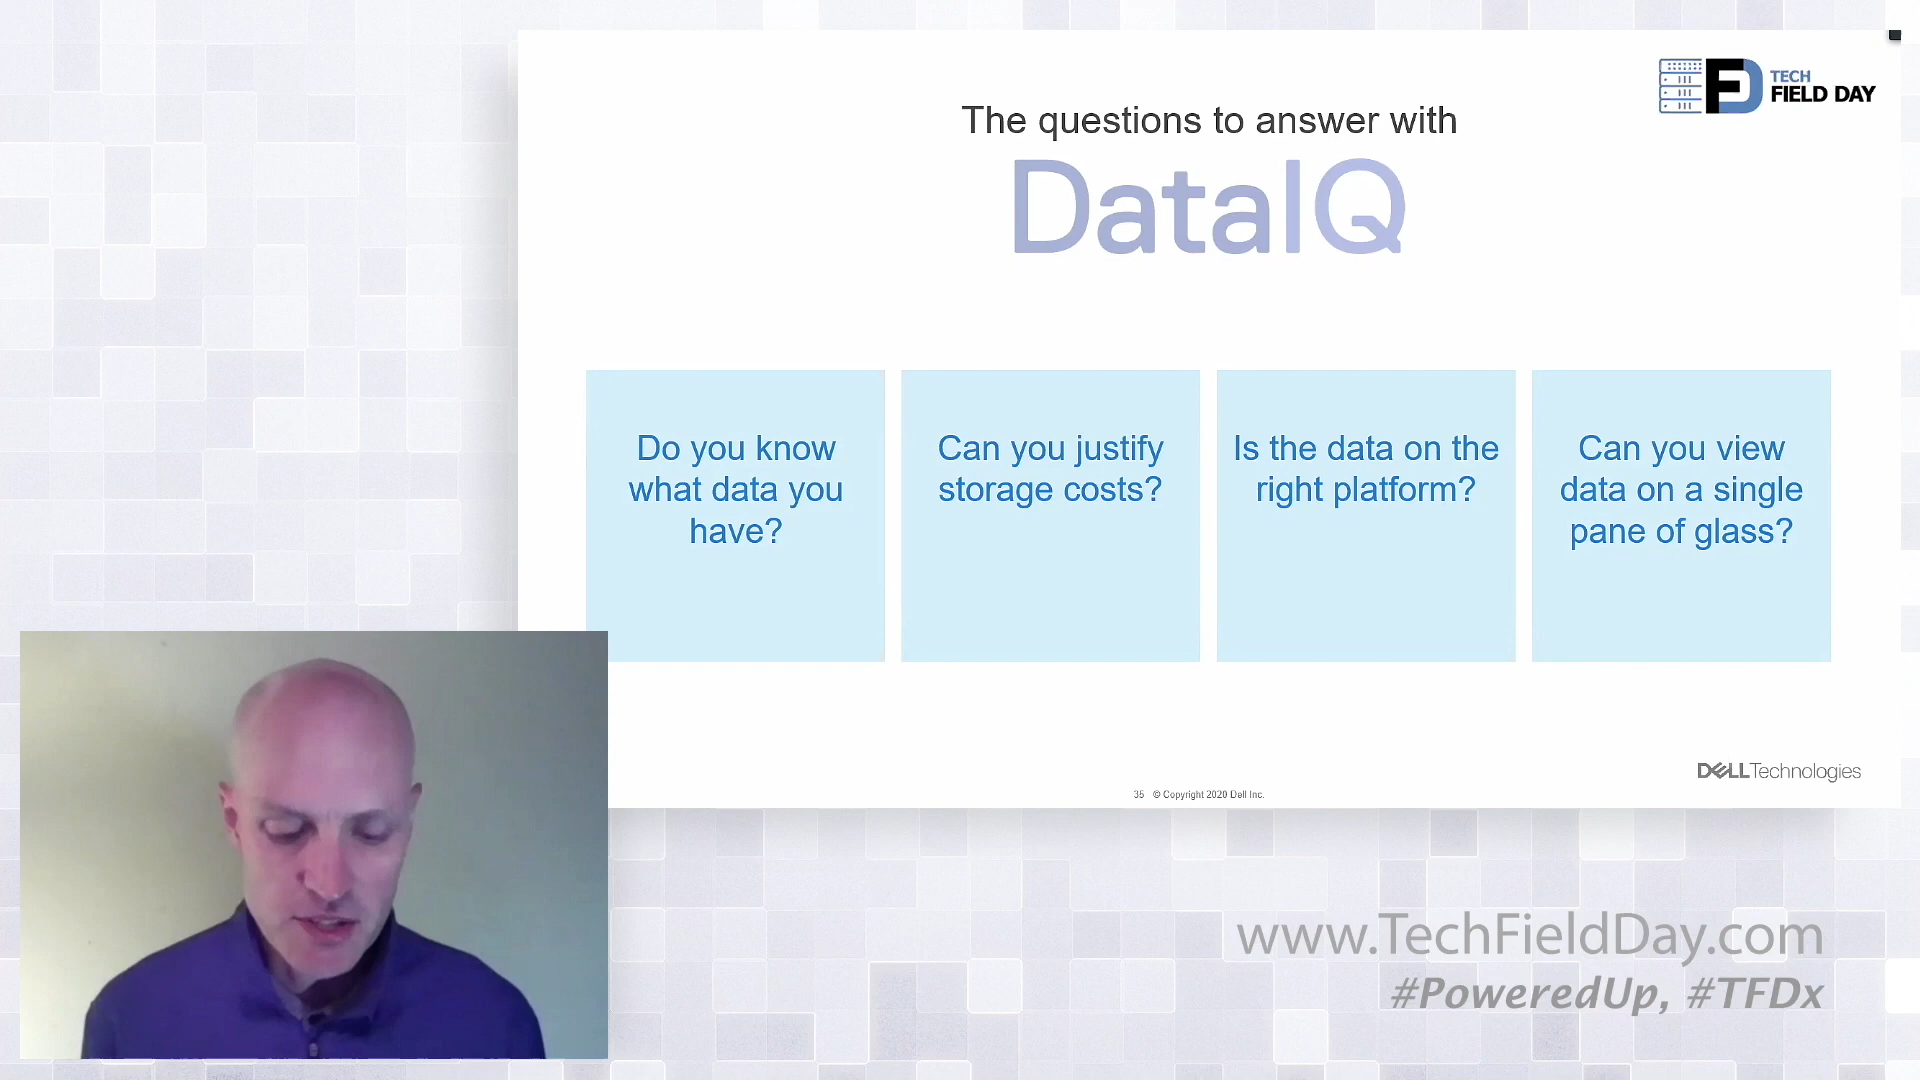 TECH
FIELD DAY
The questions to answer with
DataIQ
Do you know
what data you
have?
Can you justify
storage costs?
Is the data on the
right platform?
Can you view
data on a single
pane of glass?
DELLTechnologies
35 © Copyright 2020 Dell Inc.
www.TechFieldDay.com
#PoweredUp, #TFDx